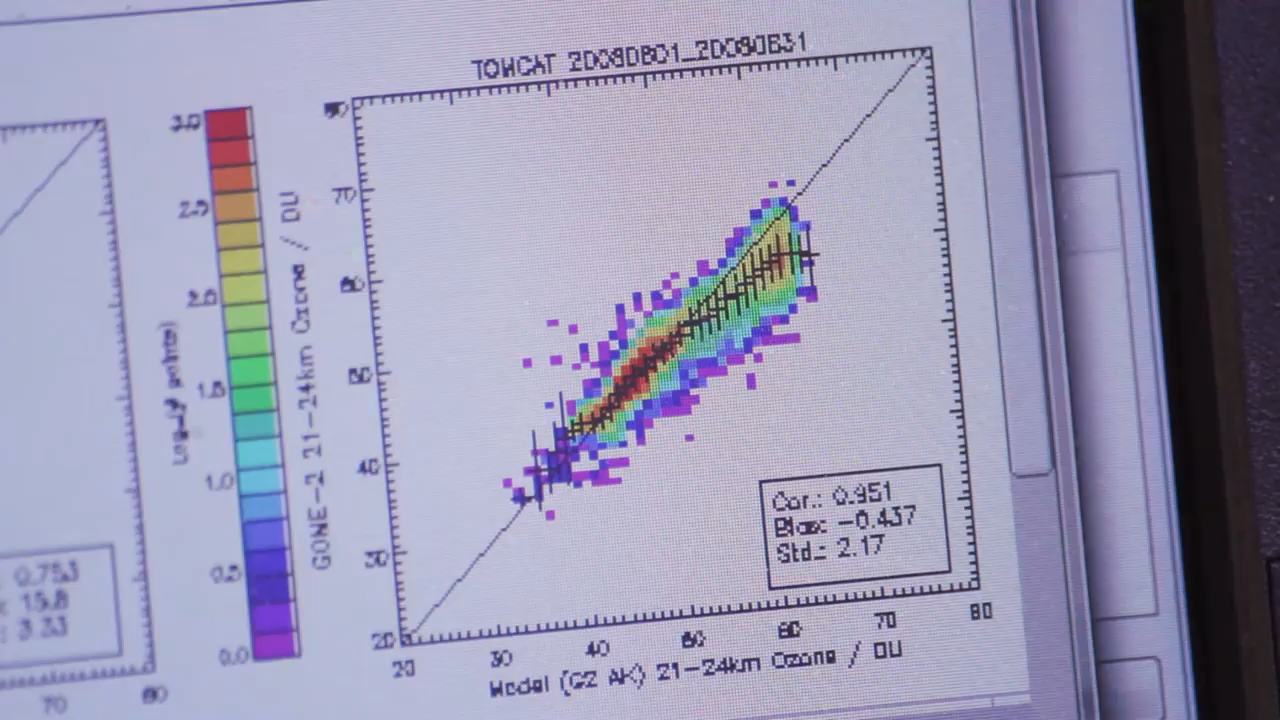 TOMCAT 20080801_20080831
3.0
2.5
2.0
1.5
1.0
0.5
0.0
GOME-2 21-24km Ozone / DU
80
70
60
50
40
30
20
20 30 40 50 60 70 80
Model (G2 AK) 21-24km Ozone / DU
Cor.: 0.951
Bias: -0.437
Std.: 2.17
: 0.753
: 15.8
: 3.33
70 80